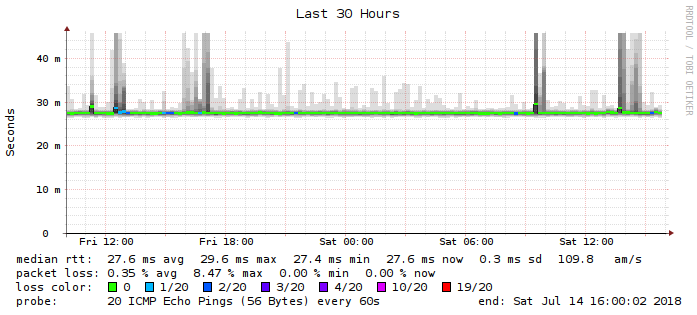 Last 30 Hours
RRDTOOL / TOBI OETIKER
Seconds
40 m
30 m
20 m
10 m
0
Fri 12:00 Fri 18:00 Sat 00:00 Sat 06:00 Sat 12:00
median rtt: 27.6 ms avg 29.6 ms max 27.4 ms min 27.6 ms now 0.3 ms sd 109.8 am/s
packet loss: 0.35 % avg 8.47 % max 0.00 % min 0.00 % now
loss color: 0 1/20 2/20 3/20 4/20 10/20 19/20
probe: 20 ICMP Echo Pings (56 Bytes) every 60s end: Sat Jul 14 16:00:02 2018